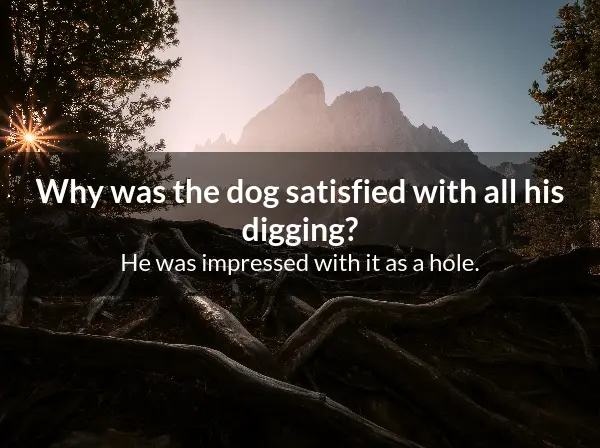 Why was the dog satisfied with all his
digging?
He was impressed with it as a hole.